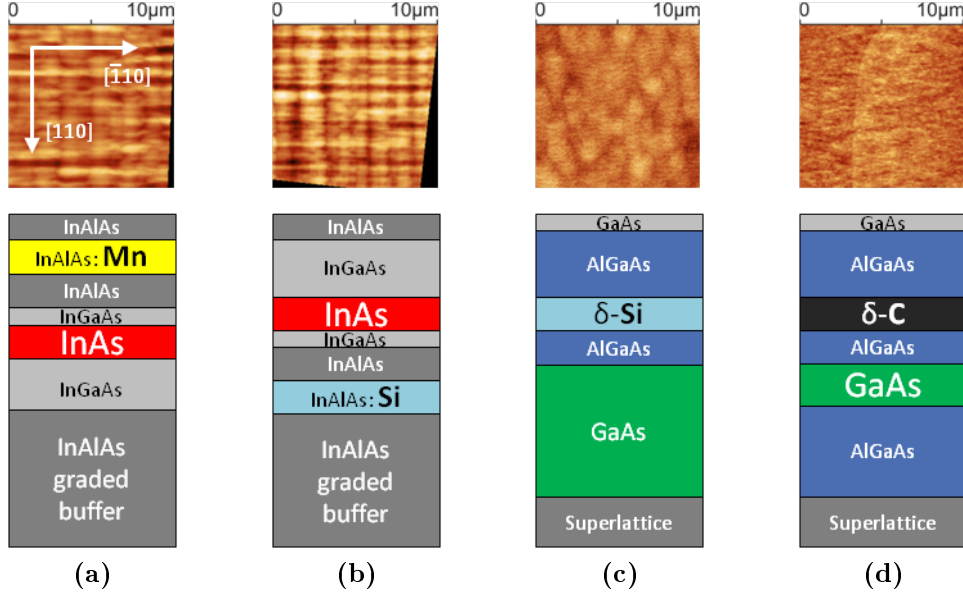 0 10µm 0 10µm 0 10µm 0 10µm
[1̅10]
[110]
InAlAs
InAlAs: Mn
InAlAs
InGaAs
InAs
InGaAs
InAlAs
graded
buffer
(a)
InAlAs
InGaAs
InAs
InGaAs
InAlAs
InAlAs: Si
InAlAs
graded
buffer
(b)
GaAs
AlGaAs
δ-Si
AlGaAs
GaAs
Superlattice
(c)
GaAs
AlGaAs
δ-C
AlGaAs
GaAs
AlGaAs
Superlattice
(d)